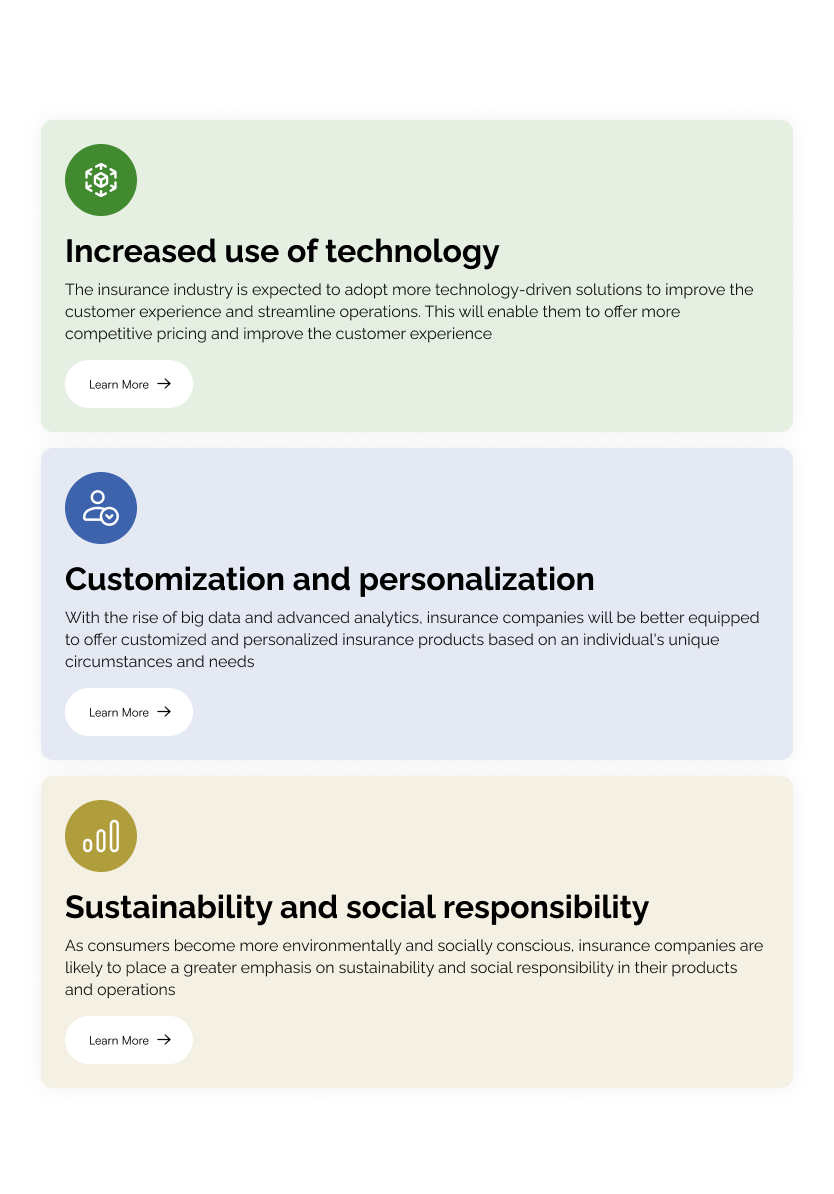 Increased use of technology
The insurance industry is expected to adopt more technology-driven solutions to improve the
customer experience and streamline operations. This will enable them to offer more
competitive pricing and improve the customer experience
Learn More
Customization and personalization
With the rise of big data and advanced analytics, insurance companies will be better equipped
to offer customized and personalized insurance products based on an individual's unique
circumstances and needs
Learn More
Sustainability and social responsibility
As consumers become more environmentally and socially conscious, insurance companies are
likely to place a greater emphasis on sustainability and social responsibility in their products
and operations
Learn More